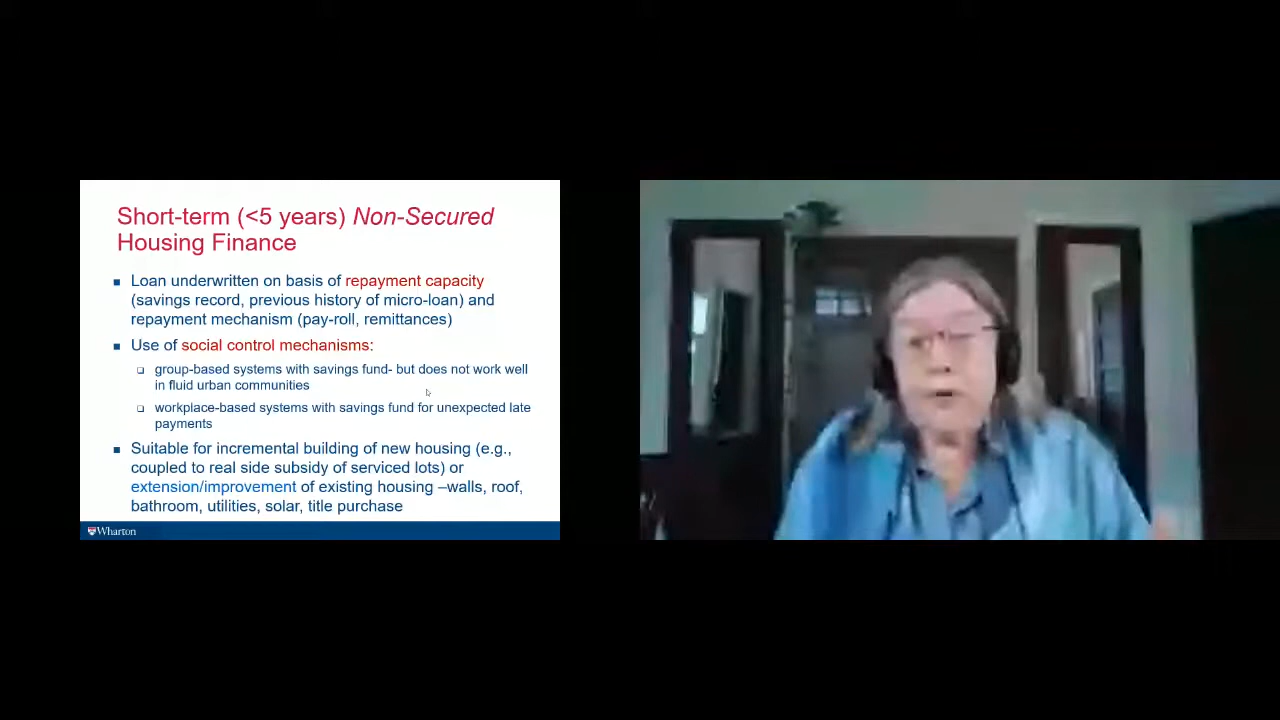 Short-term (<5 years) Non-Secured
Housing Finance
Loan underwritten on basis of repayment capacity
(savings record, previous history of micro-loan) and
repayment mechanism (pay-roll, remittances)
Use of social control mechanisms:
group-based systems with savings fund- but does not work well
in fluid urban communities
workplace-based systems with savings fund for unexpected late
payments
Suitable for incremental building of new housing (e.g.,
coupled to real side subsidy of serviced lots) or
extension/improvement of existing housing –walls, roof,
bathroom, utilities, solar, title purchase
Wharton